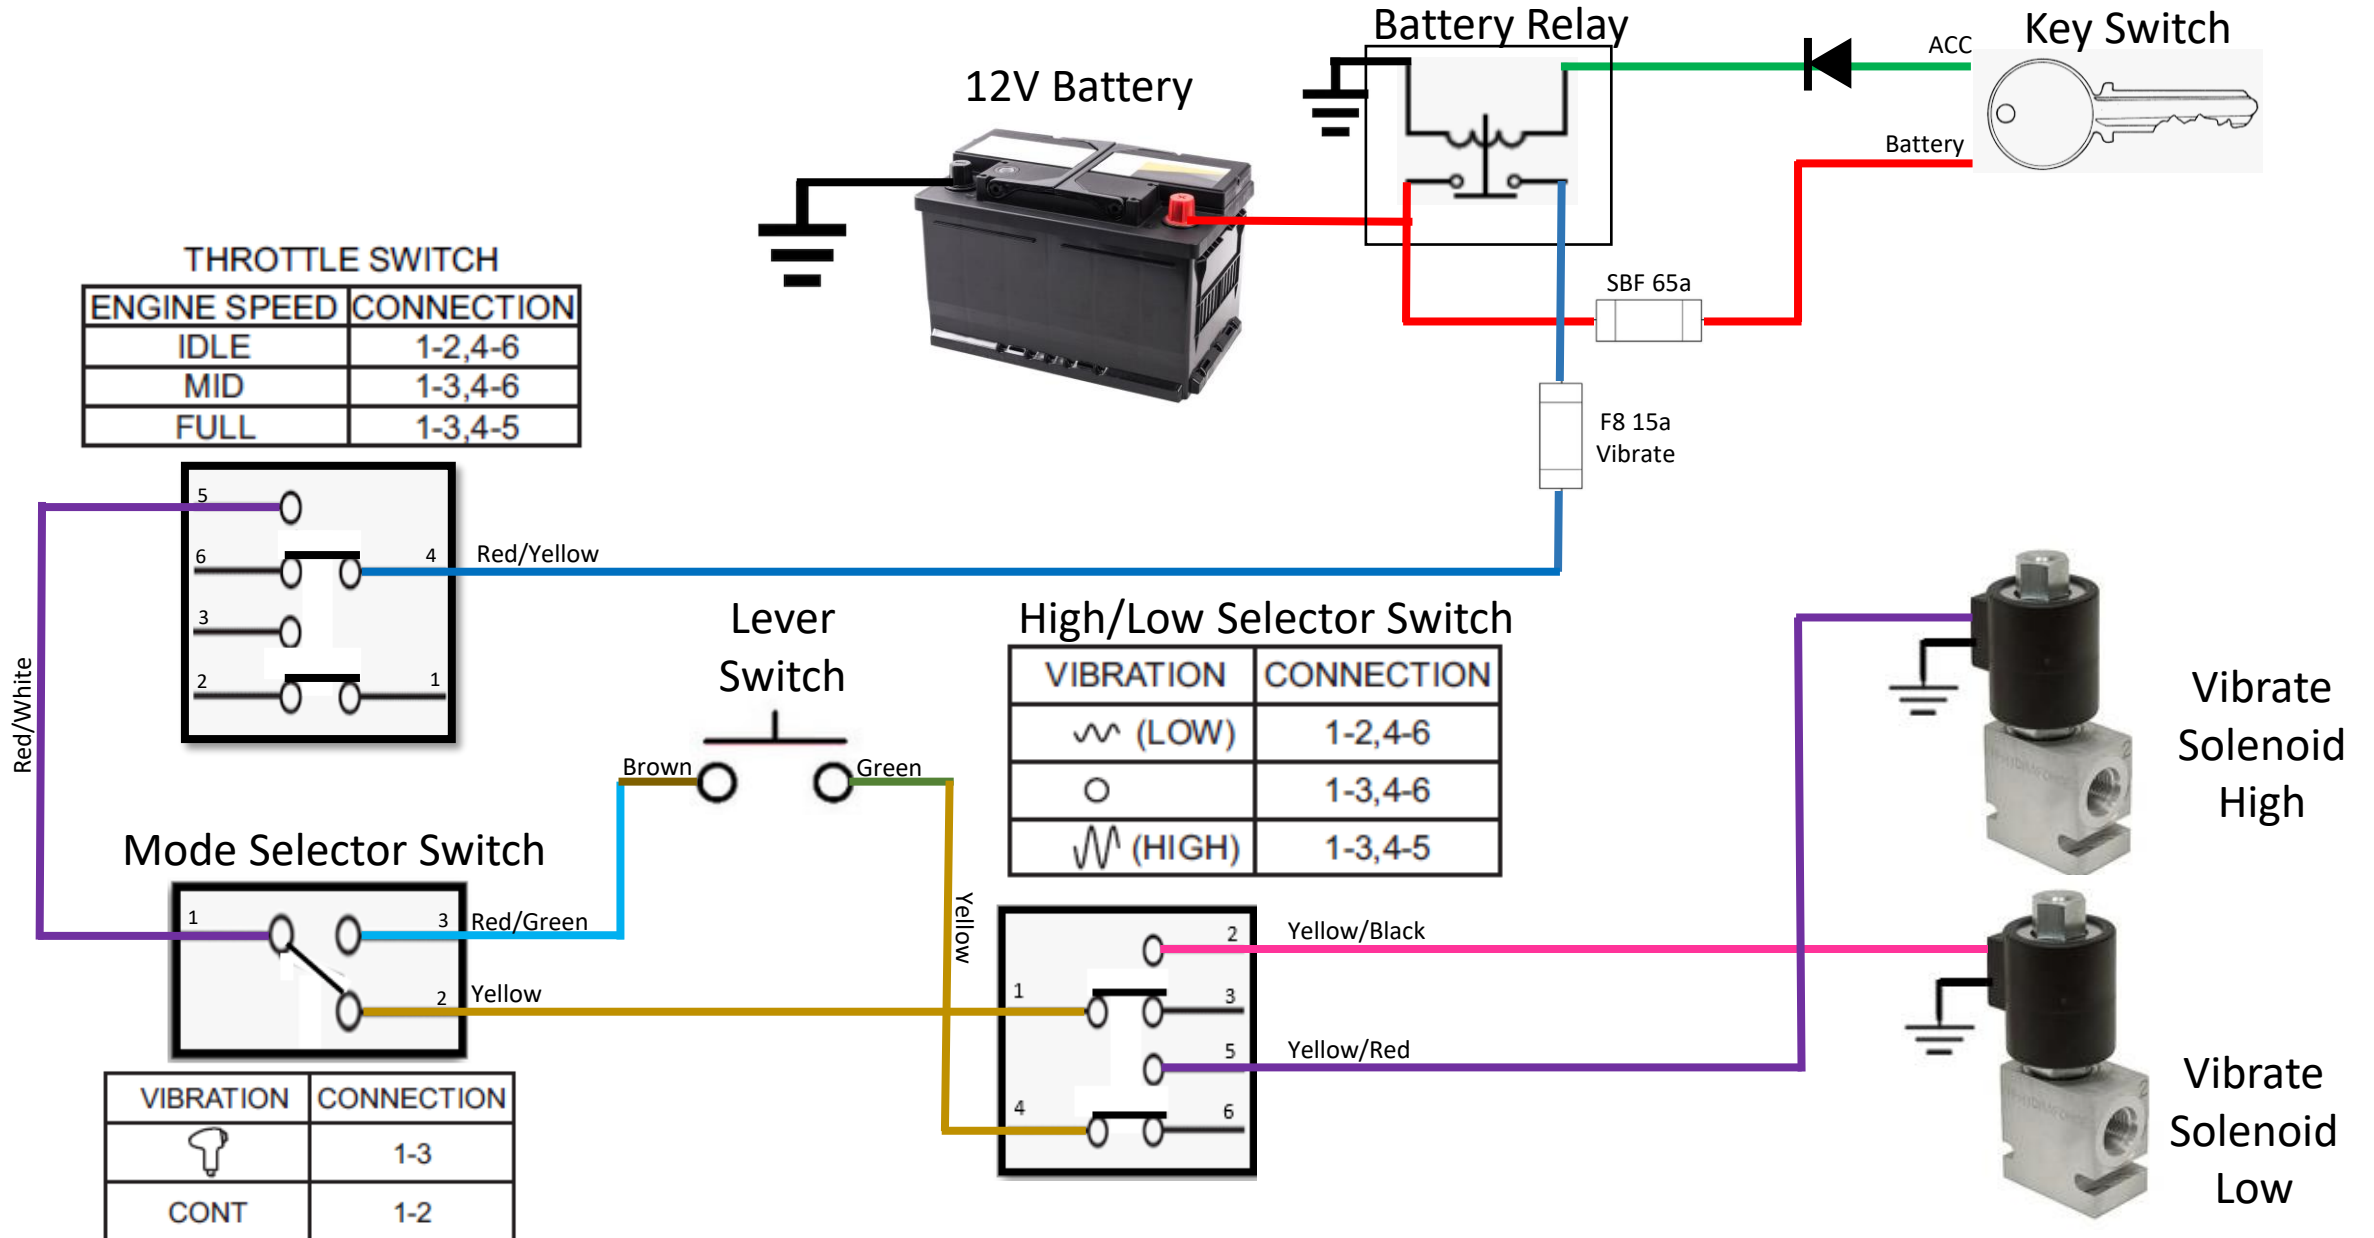 Battery Relay
Key Switch
ACC
12V Battery
Battery
THROTTLE SWITCH
ENGINE SPEED CONNECTION
IDLE 1-2,4-6
MID 1-3,4-6
FULL 1-3,4-5
SBF 65a
F8 15a
Vibrate
5
6
4
Red/Yellow
3
2
1
Red/White
Lever
Switch
Brown
Green
Yellow
High/Low Selector Switch
VIBRATION CONNECTION
(LOW) 1-2,4-6
1-3,4-6
(HIGH) 1-3,4-5
Vibrate
Solenoid
High
Mode Selector Switch
1
3
Red/Green
2
Yellow
2
Yellow/Black
1
3
5
Yellow/Red
4
6
VIBRATION CONNECTION
1-3
CONT 1-2
Vibrate
Solenoid
Low